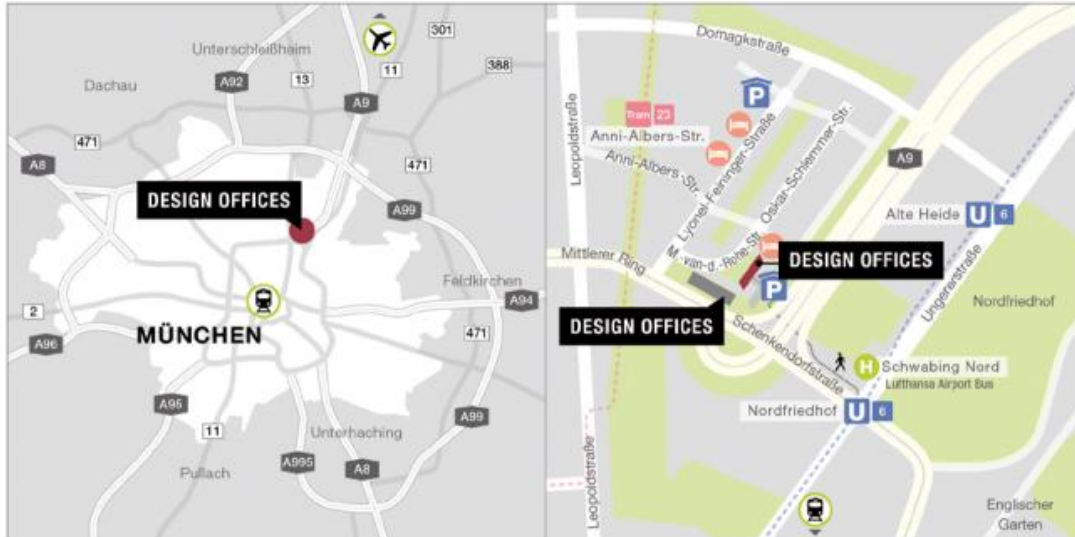 Unterschleißheim
301
11
13
388
A92
Dachau
A9
471
471
A8
DESIGN OFFICES
A99
Feldkirchen
2
A94
MÜNCHEN
471
A96
A95
A99
11
Unterhaching
A995
A8
Pullach
Domagkstraße
P
Leopoldstraße
Tram 23
Anni-Albers-Str.
Anni-Albers-Str.
Lyonel-Feininger-Straße
Oskar-Schlemmer-Str.
A9
Alte Heide U 6
M.-van-d.-Rohe-Str.
Mittlerer Ring
DESIGN OFFICES
P
DESIGN OFFICES
Nordfriedhof
Ungererstraße
Schenkendorfstraße
H Schwabing Nord
Lufthansa Airport Bus
Nordfriedhof U 6
Leopoldstraße
Englischer
Garten